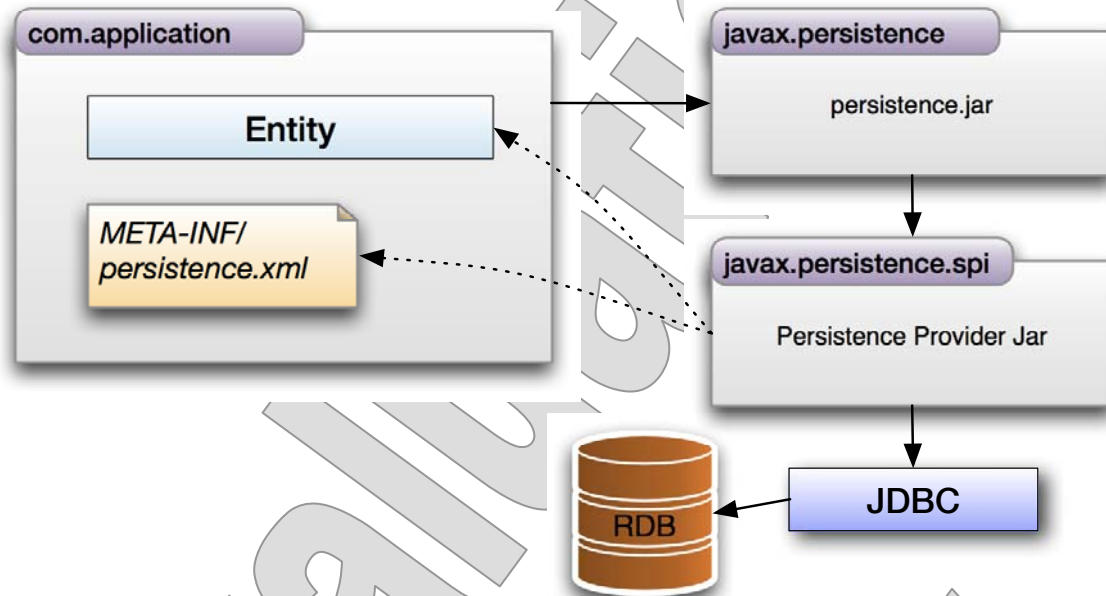 com.application
Entity
META-INF/
persistence.xml
javax.persistence
persistence.jar
javax.persistence.spi
Persistence Provider Jar
JDBC
RDB